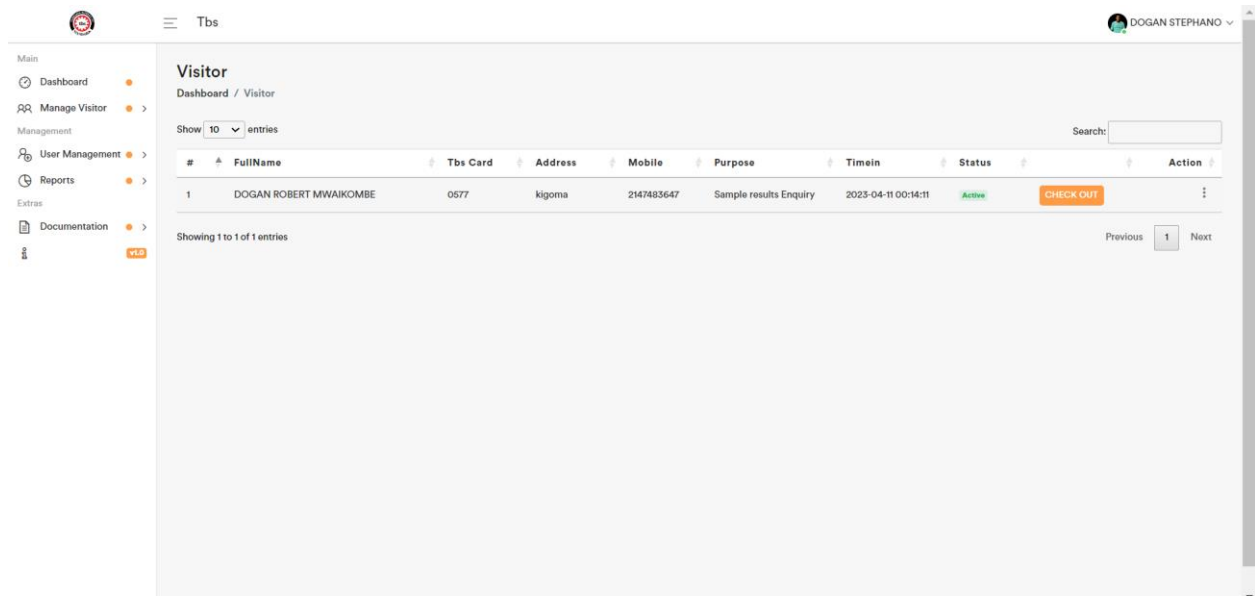 Tbs
DOGAN STEPHANO
Main
Dashboard
Manage Visitor
Management
User Management
Reports
Extras
Documentation
v1.0
Visitor
Dashboard / Visitor
Show 10 entries
Search:
# FullName Tbs Card Address Mobile Purpose Timein Status Action
1 DOGAN ROBERT MWAIKOMBE 0577 kigoma 2147483647 Sample results Enquiry 2023-04-11 00:14:11 Active CHECK OUT
Showing 1 to 1 of 1 entries
Previous 1 Next